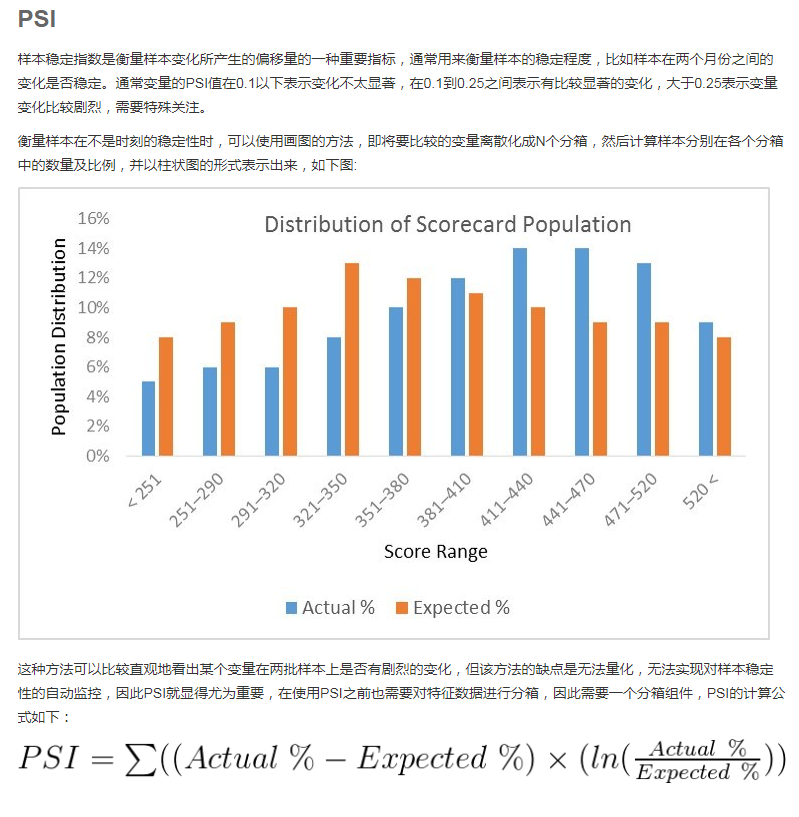 PSI
样本稳定指数是衡量样本变化所产生的偏移量的一种重要指标，通常用来衡量样本的稳定程度，比如样本在两个月份之间的
变化是否稳定。通常变量的PSI值在0.1以下表示变化不太显著，在0.1到0.25之间表示有比较显著的变化，大于0.25表示变量
变化比较剧烈，需要特殊关注。
衡量样本在不是时刻的稳定性时，可以使用画图的方法，即将要比较的变量离散化成N个分箱，然后计算样本分别在各个分箱
中的数量及比例，并以柱状图的形式表示出来，如下图:
Distribution of Scorecard Population
Population Distribution
16%
14%
12%
10%
8%
6%
4%
2%
0%
< 251
251–290
291–320
321–350
351–380
381–410
411–440
441–470
471–520
520 <
Score Range
Actual % Expected %
这种方法可以比较直观地看出某个变量在两批样本上是否有剧烈的变化，但该方法的缺点是无法量化，无法实现对样本稳定
性的自动监控，因此PSI就显得尤为重要，在使用PSI之前也需要对特征数据进行分箱，因此需要一个分箱组件，PSI的计算公
式如下：
PSI = ∑((Actual % − Expected %) × (ln(Actual % / Expected %)))